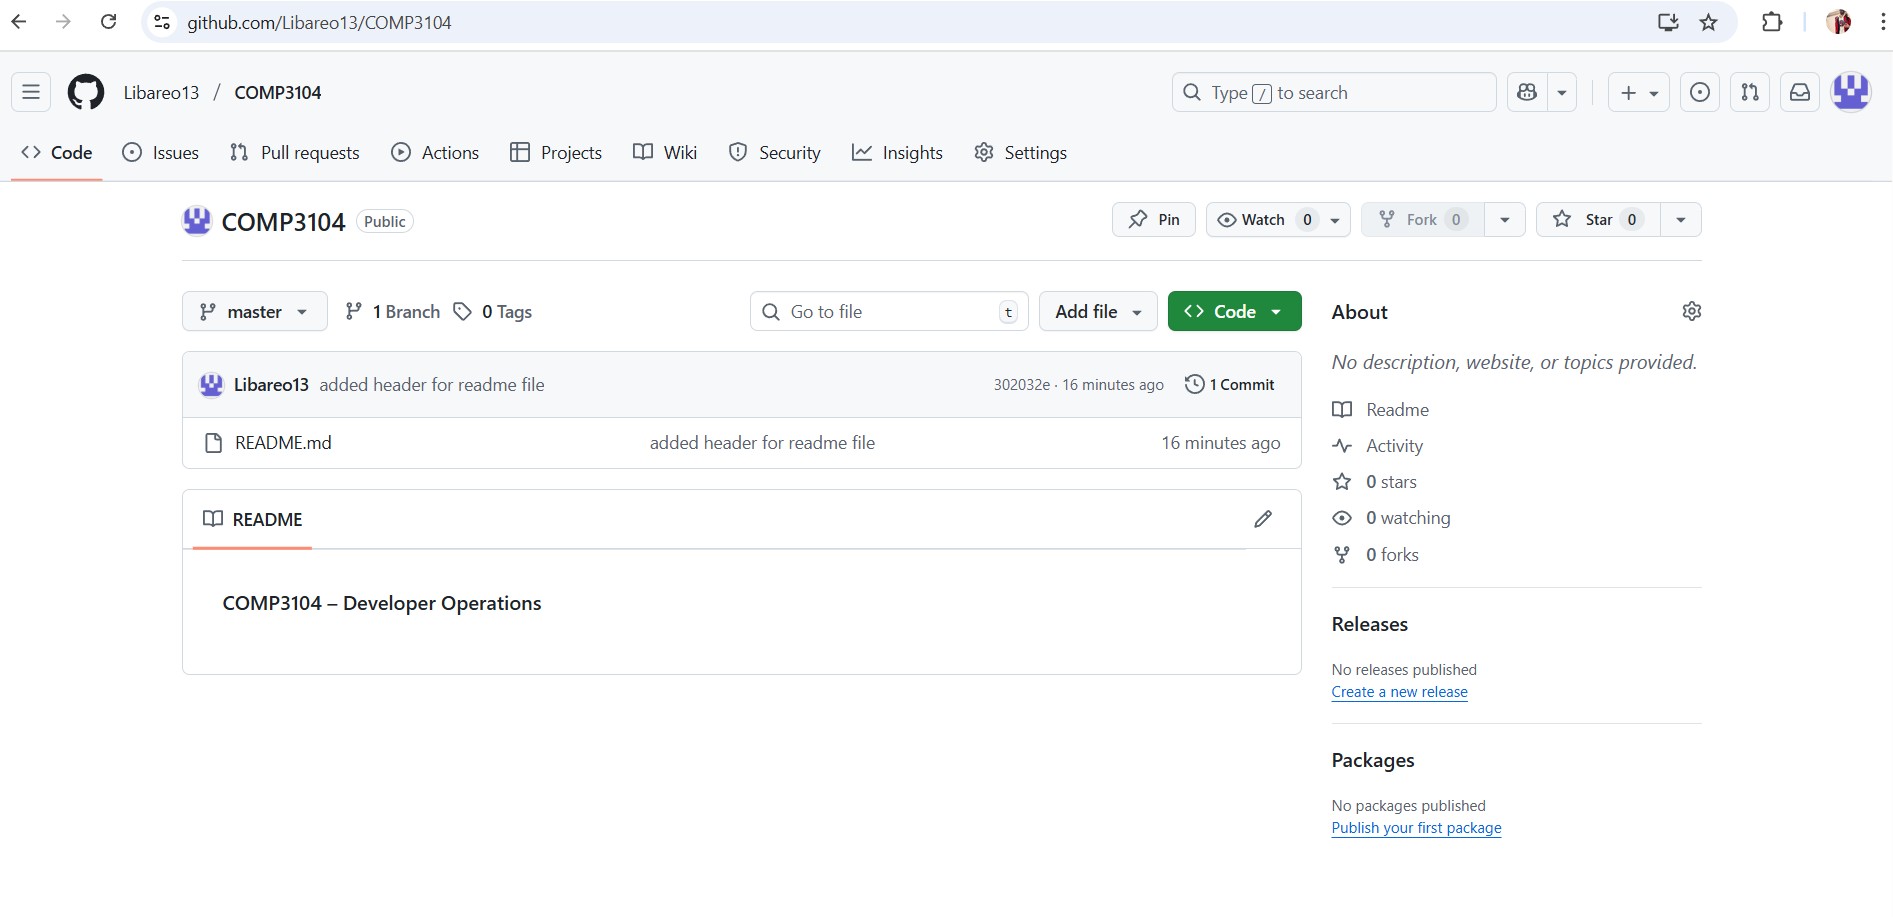 github.com/Libareo13/COMP3104
Libareo13 / COMP3104
Type / to search
Code Issues Pull requests Actions Projects Wiki Security Insights Settings
COMP3104 Public
Pin Watch 0 Fork 0 Star 0
master 1 Branch 0 Tags Go to file t Add file Code
Libareo13 added header for readme file 302032e · 16 minutes ago 1 Commit
README.md added header for readme file 16 minutes ago
README
COMP3104 – Developer Operations
About
No description, website, or topics provided.
Readme
Activity
0 stars
0 watching
0 forks
Releases
No releases published
Create a new release
Packages
No packages published
Publish your first package